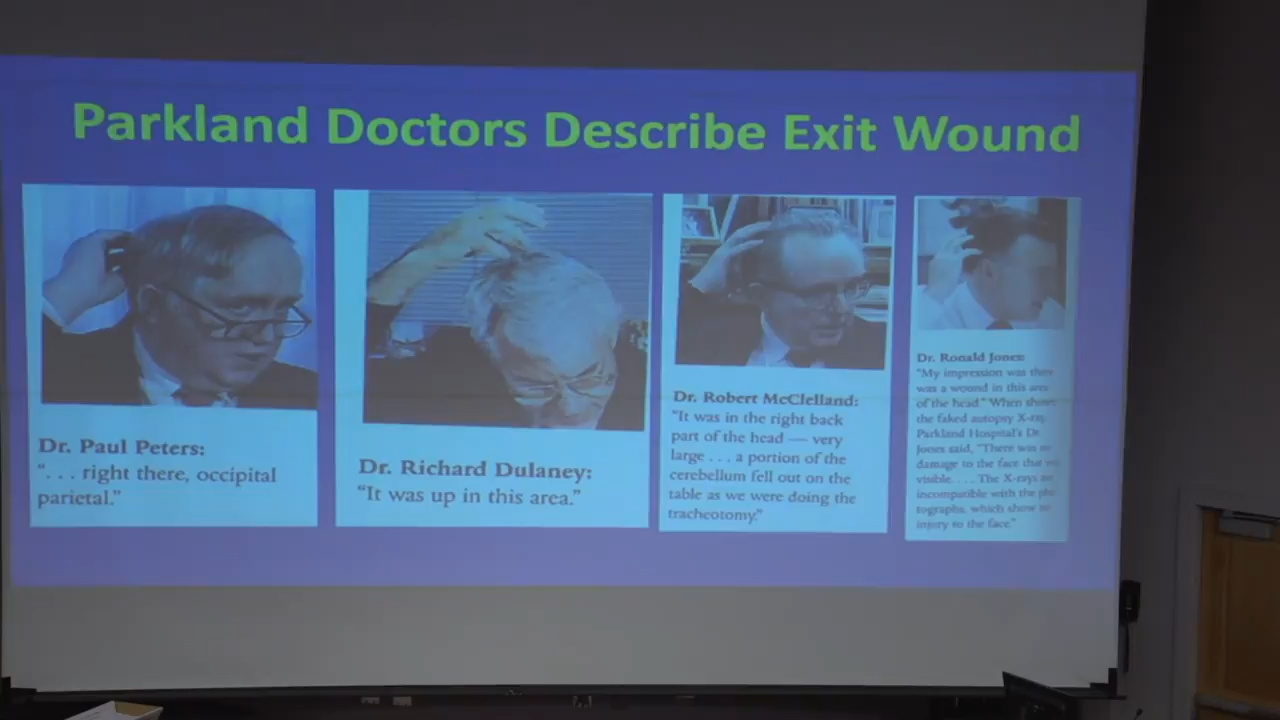 Parkland Doctors Describe Exit Wound
Dr. Paul Peters:
“. . . right there, occipital
parietal.”
Dr. Richard Dulaney:
“It was up in this area.”
Dr. Robert McClelland:
“It was in the right back
part of the head — very
large . . . a portion of the
cerebellum fell out on the
table as we were doing the
tracheotomy.”
Dr. Ronald Jones:
“My impression was there
was a wound in this area
of the head.” When shown
the faked autopsy X-ray,
Parkland Hospital's Dr.
Jones said, “There was no
damage to the face that was
visible. . . . The X-rays are
incompatible with the pho-
tographs, which show no
injury to the face.”